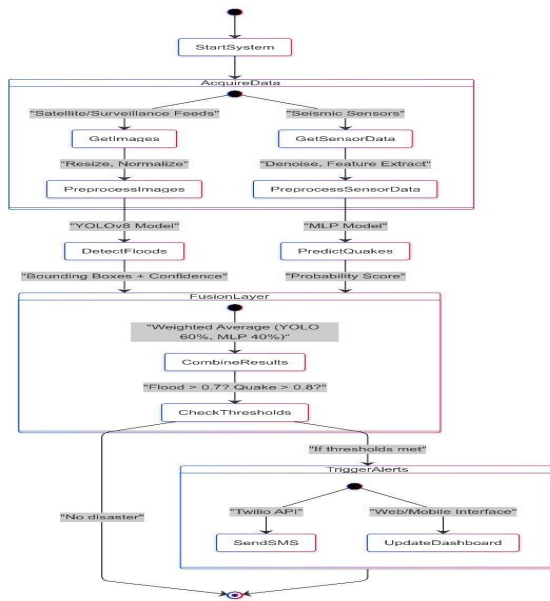 StartSystem
AcquireData
"Satellite/Surveillance Feeds"
"Seismic Sensors"
GetImages
GetSensorData
"Resize, Normalize"
"Denoise, Feature Extract"
PreprocessImages
PreprocessSensorData
"YOLOv8 Model"
"MLP Model"
DetectFloods
PredictQuakes
"Bounding Boxes + Confidence"
"Probability Score"
FusionLayer
"Weighted Average (YOLO
60%, MLP 40%)"
CombineResults
"Flood > 0.7? Quake > 0.8?"
CheckThresholds
"If thresholds met"
TriggerAlerts
"No disaster"
"Twilio API"
"Web/Mobile Interface"
SendSMS
UpdateDashboard